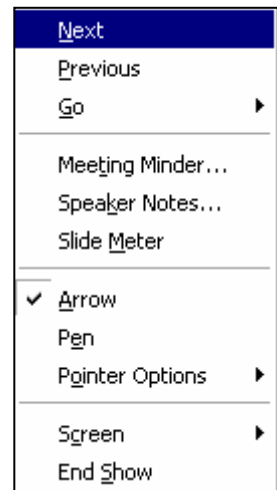 Next
Previous
Go
Meeting Minder...
Speaker Notes...
Slide Meter
Arrow
Pen
Pointer Options
Screen
End Show